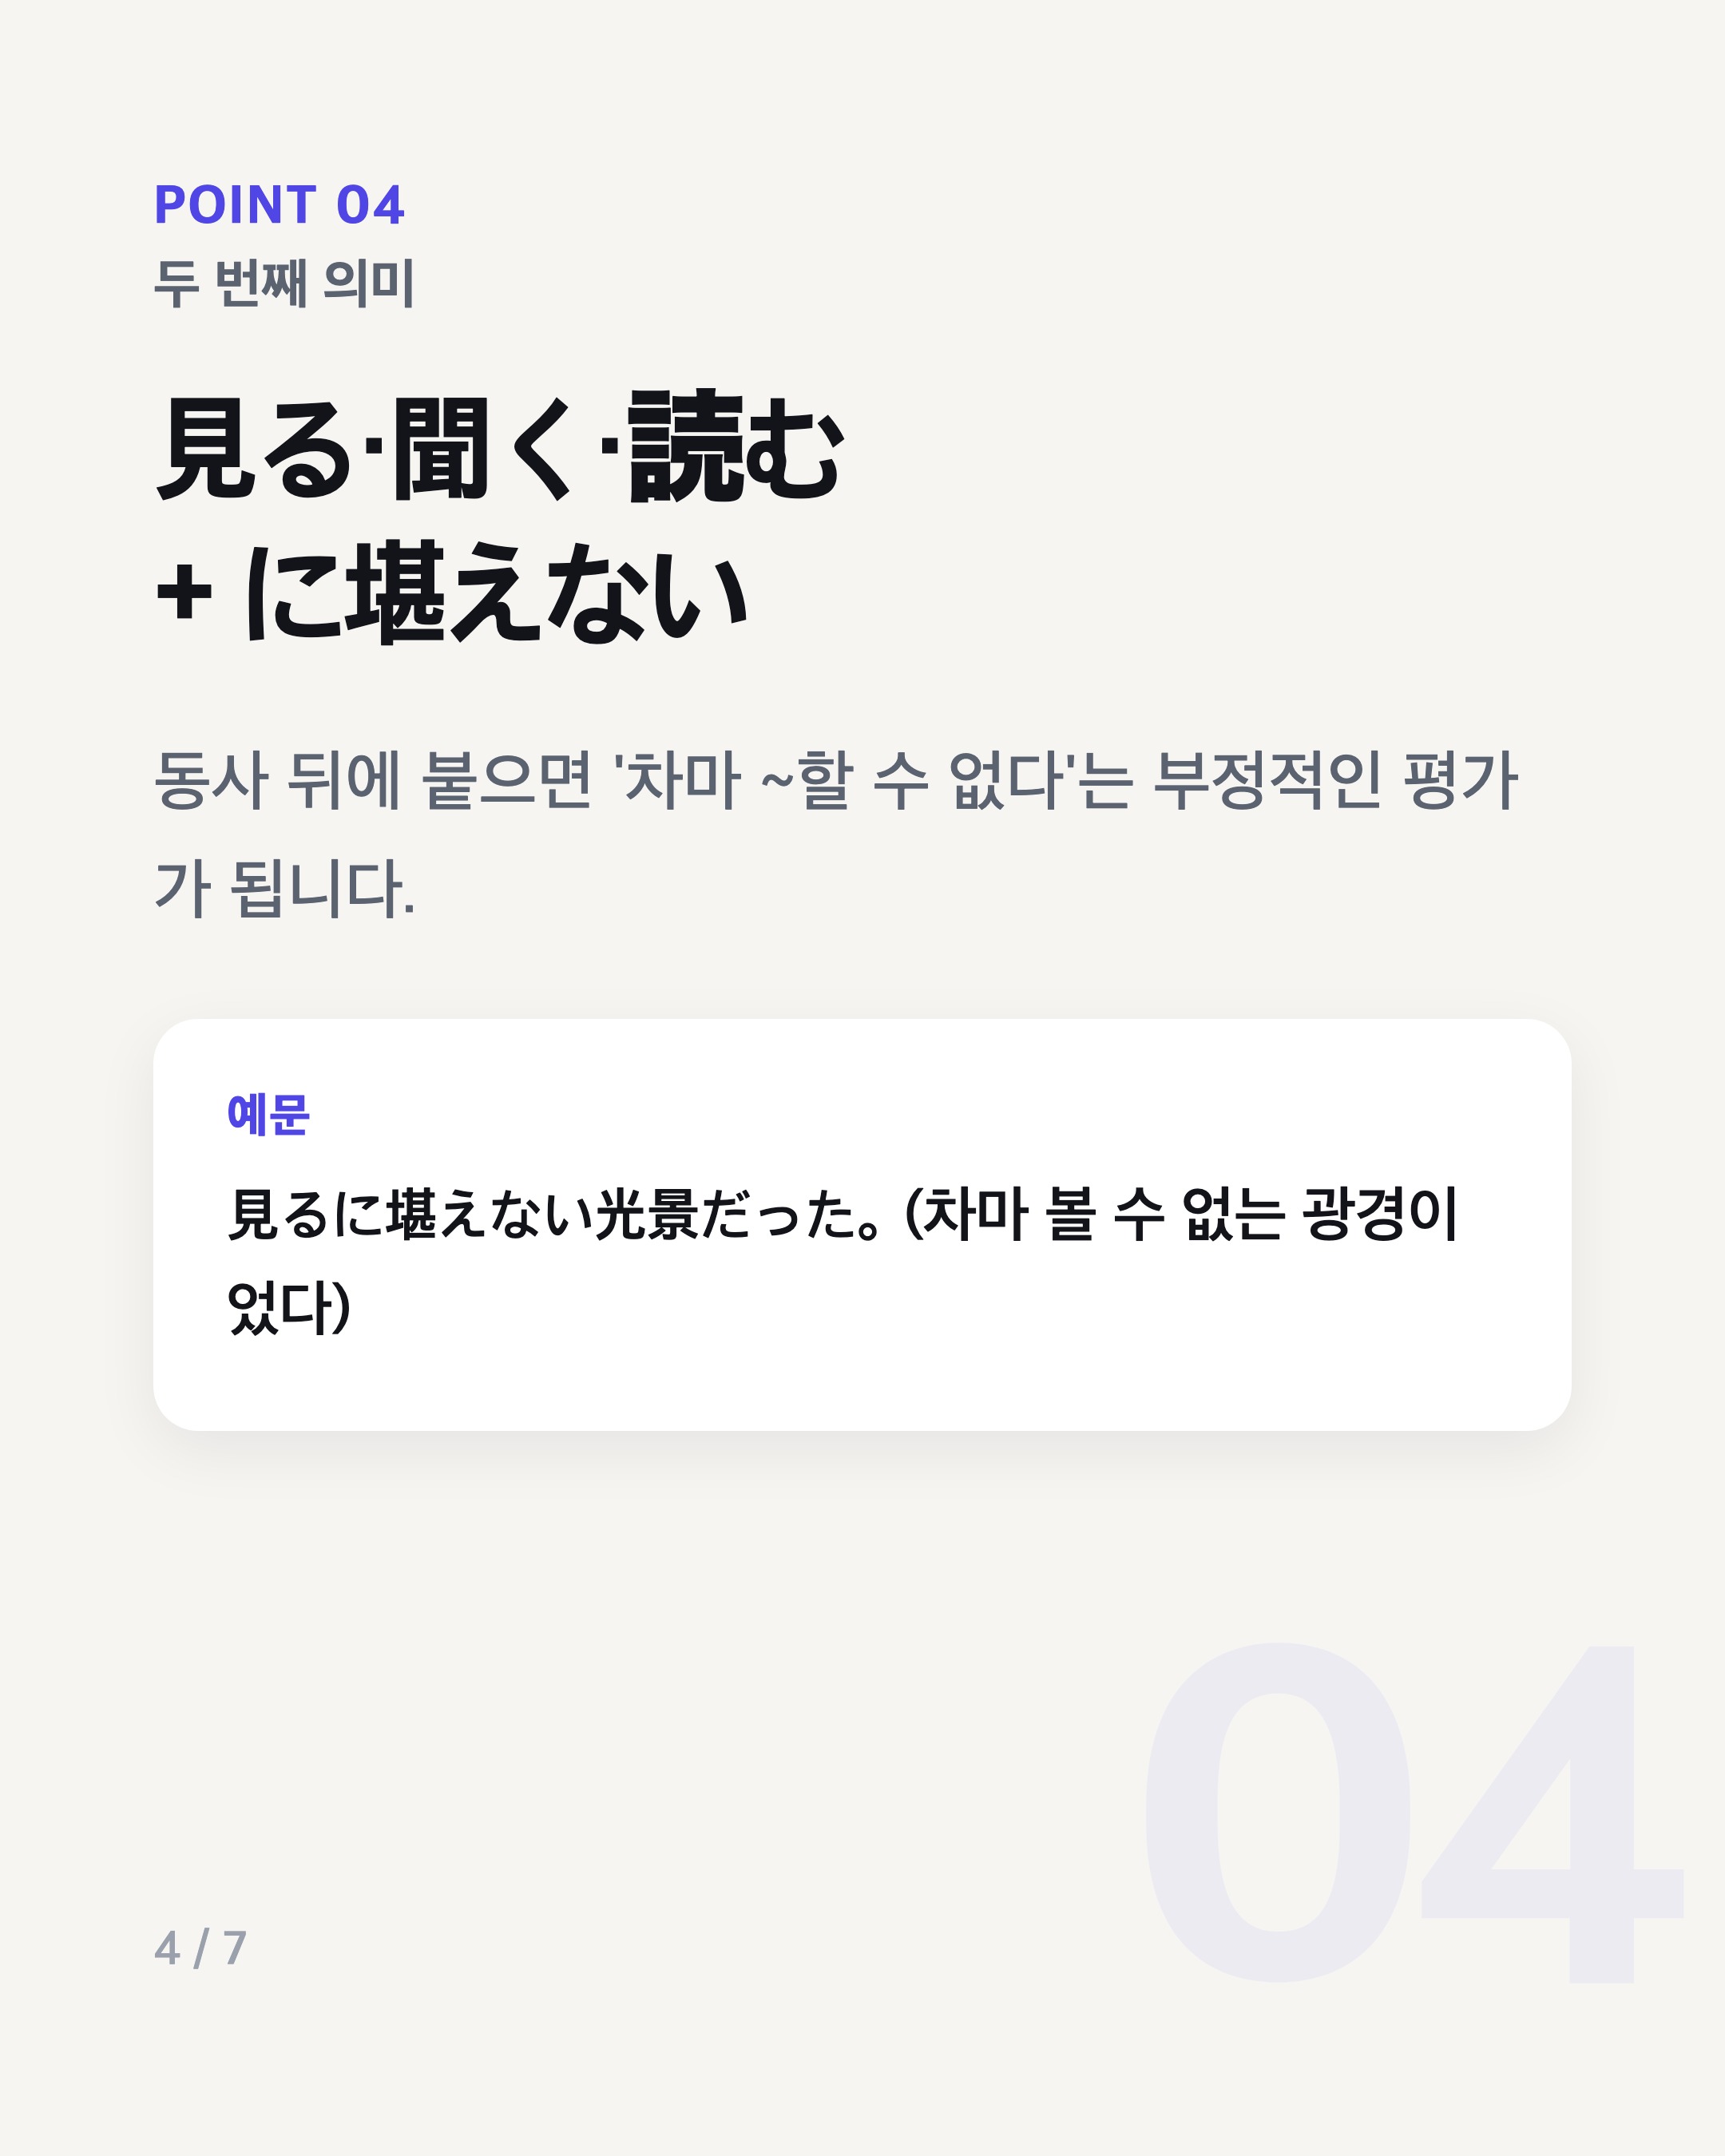 POINT 04
두 번째 의미
見る·聞く·読む
+ に堪えない
동사 뒤에 붙으면 '차마 ~할 수 없다'는 부정적인 평가
가 됩니다.
예문
見るに堪えない光景だった。(차마 볼 수 없는 광경이
었다)
04
4 / 7